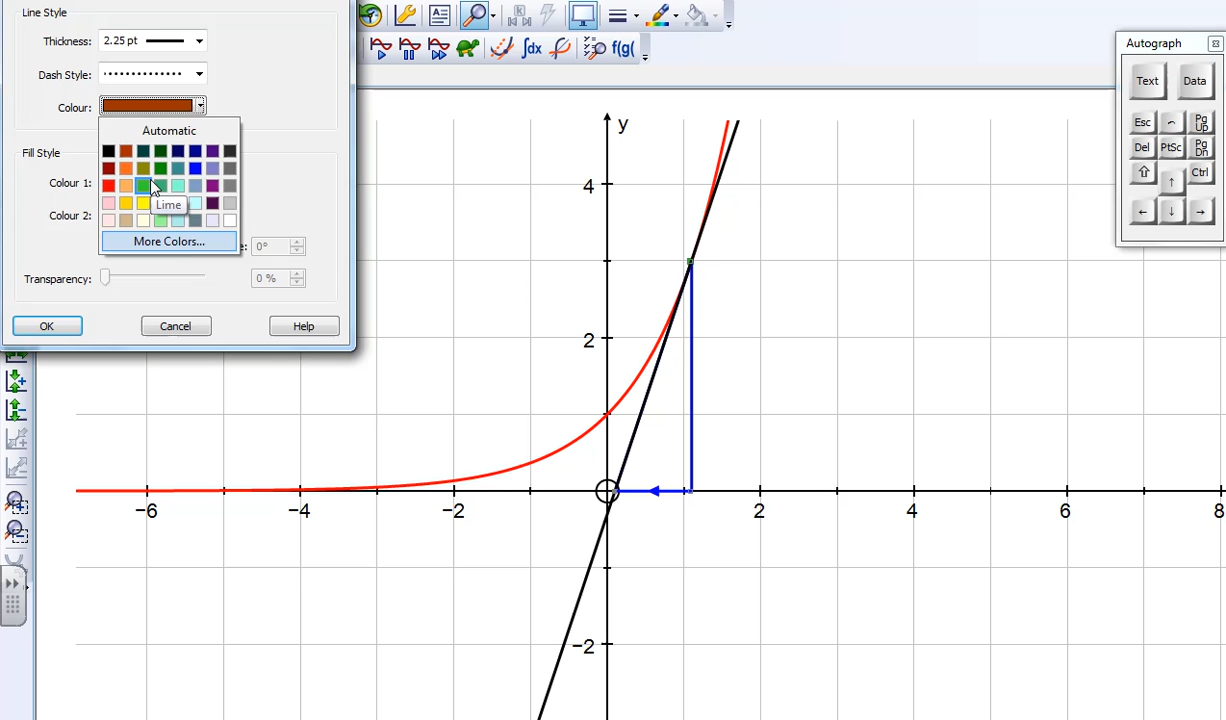 Line Style
Thickness: 2.25 pt
Dash Style:
Colour:
Automatic
Fill Style
Colour 1:
Lime
Colour 2:
More Colors...
e: 0°
Transparency: 0 %
OK Cancel Help
k
∫dx f(g(
Autograph
Text Data
Esc Pg Up
Del PtSc Pg Dn
Ctrl
y
4
2
−6 −4 −2 2 4 6 8
−2